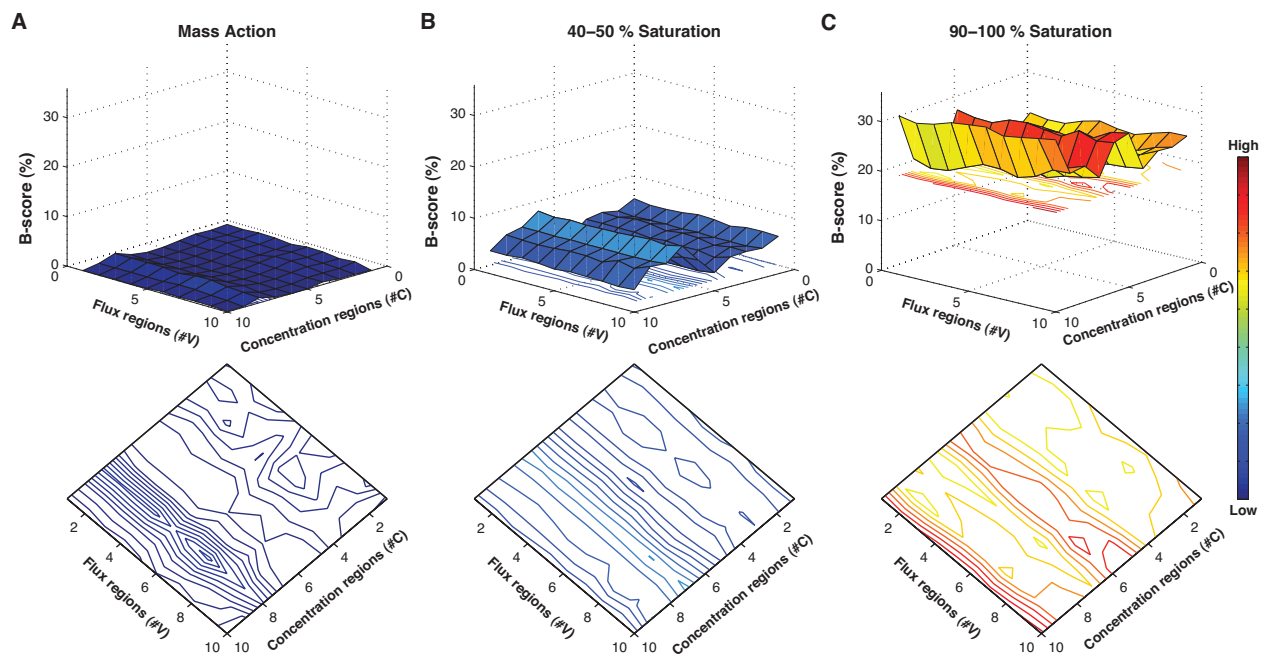 A
Mass Action
B-score (%)
30
20
10
0
0
5
10
10
5
0
Flux regions (#V)
Concentration regions (#C)
B
40–50 % Saturation
B-score (%)
30
20
10
0
0
5
10
10
5
0
Flux regions (#V)
Concentration regions (#C)
C
90–100 % Saturation
B-score (%)
30
20
10
0
0
5
10
10
5
0
Flux regions (#V)
Concentration regions (#C)
High
Low
2
4
6
8
10
10
8
6
4
2
Flux regions (#V)
Concentration regions (#C)
2
4
6
8
10
10
8
6
4
2
Flux regions (#V)
Concentration regions (#C)
2
4
6
8
10
10
8
6
4
2
Flux regions (#V)
Concentration regions (#C)